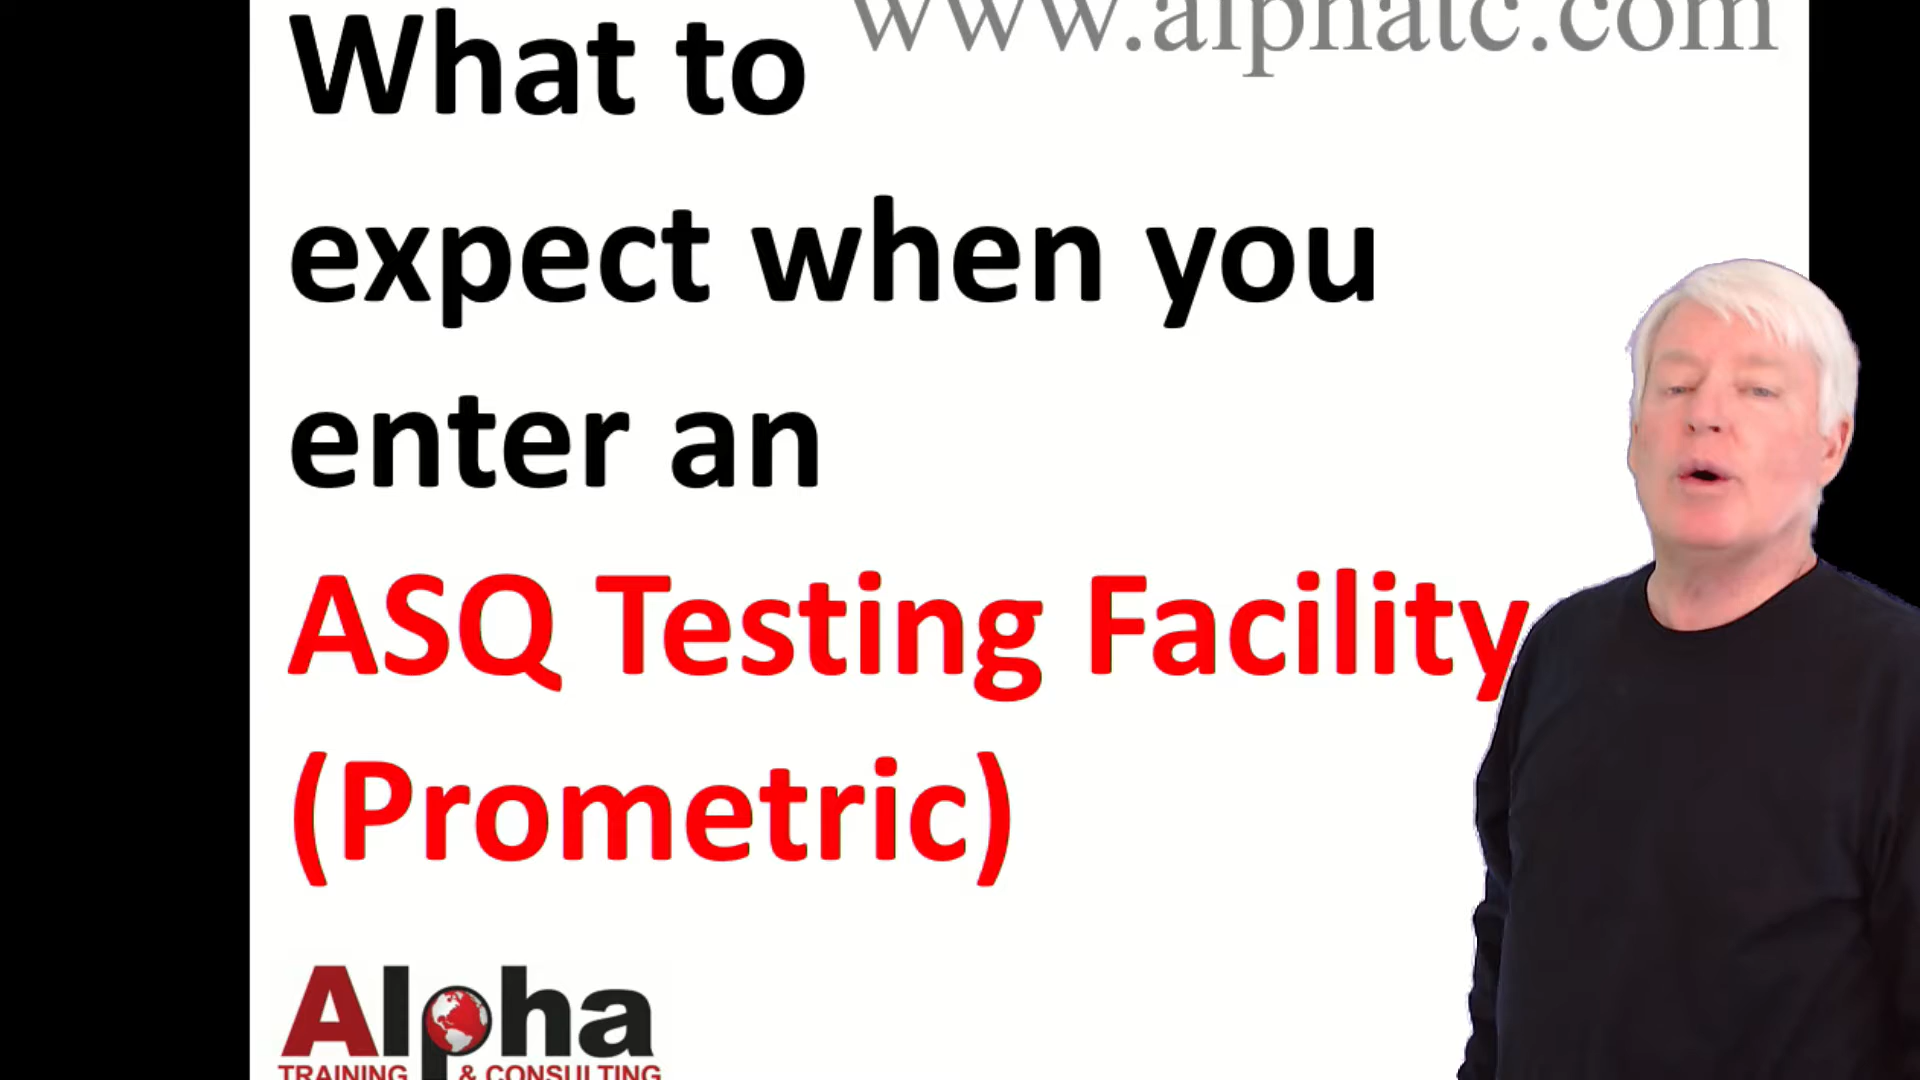 www.alphatc.com
What to
expect when you
enter an
ASQ Testing Facility
(Prometric)
Alpha
TRAINING & CONSULTING